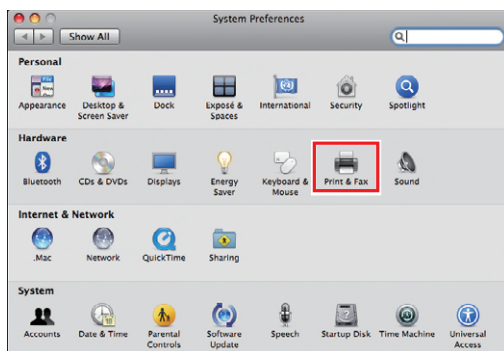 System Preferences
Show All
Personal
Appearance Desktop & Screen Saver Dock Exposé & Spaces International Security Spotlight
Hardware
Bluetooth CDs & DVDs Displays Energy Saver Keyboard & Mouse Print & Fax Sound
Internet & Network
.Mac Network QuickTime Sharing
System
Accounts Date & Time Parental Controls Software Update Speech Startup Disk Time Machine Universal Access